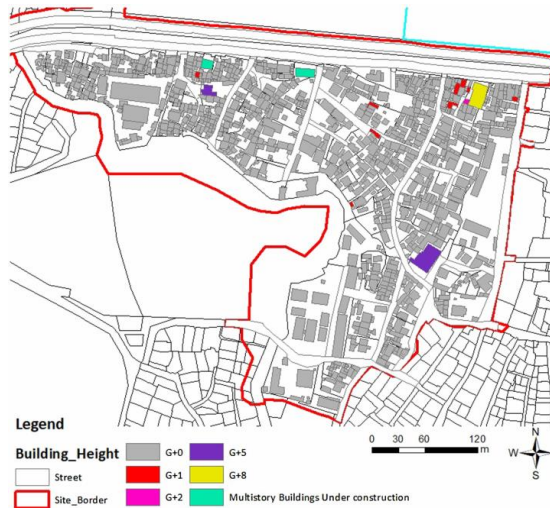 Legend
Building_Height
Street
Site_Border
G+0
G+1
G+2
G+5
G+8
Multistory Buildings Under construction
0 30 60 120
m
N
W E
S